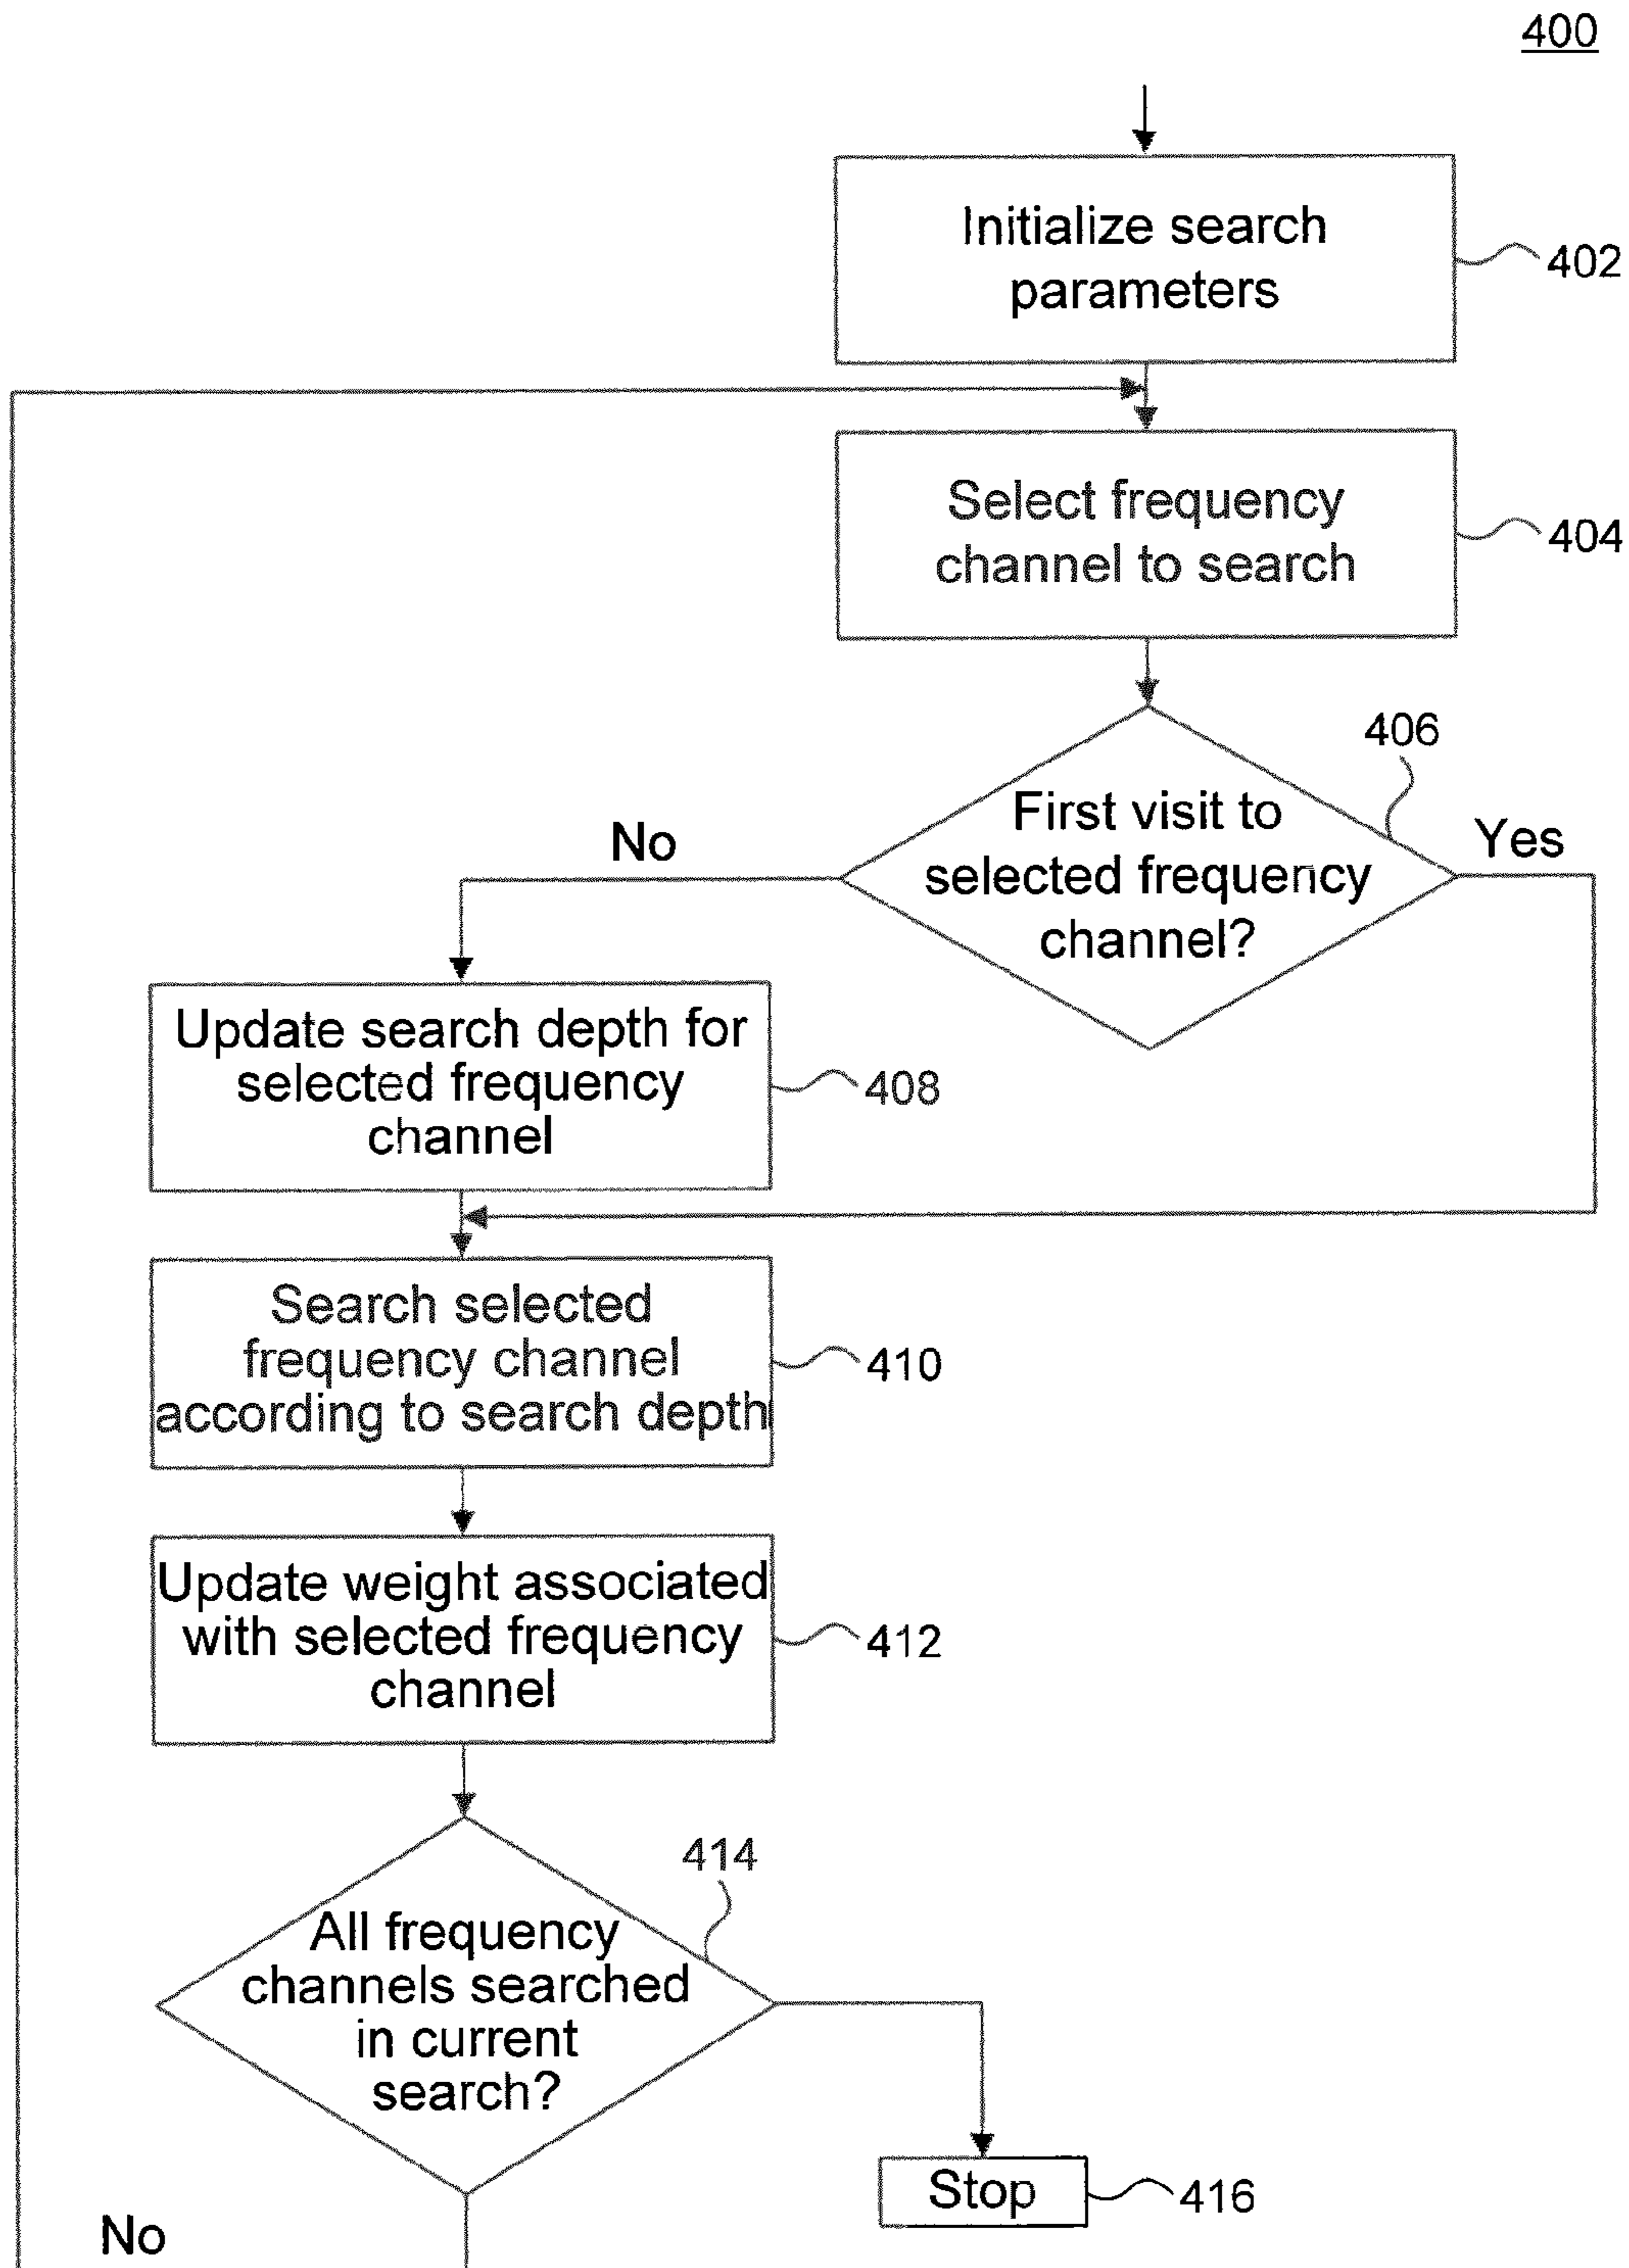 400
Initialize search
parameters
402
Select frequency
channel to search
404
406
First visit to
selected frequency
channel?
No
Yes
Update search depth for
selected frequency
channel
408
Search selected
frequency channel
according to search depth
410
Update weight associated
with selected frequency
channel
412
414
All frequency
channels searched
in current
search?
Stop
416
No